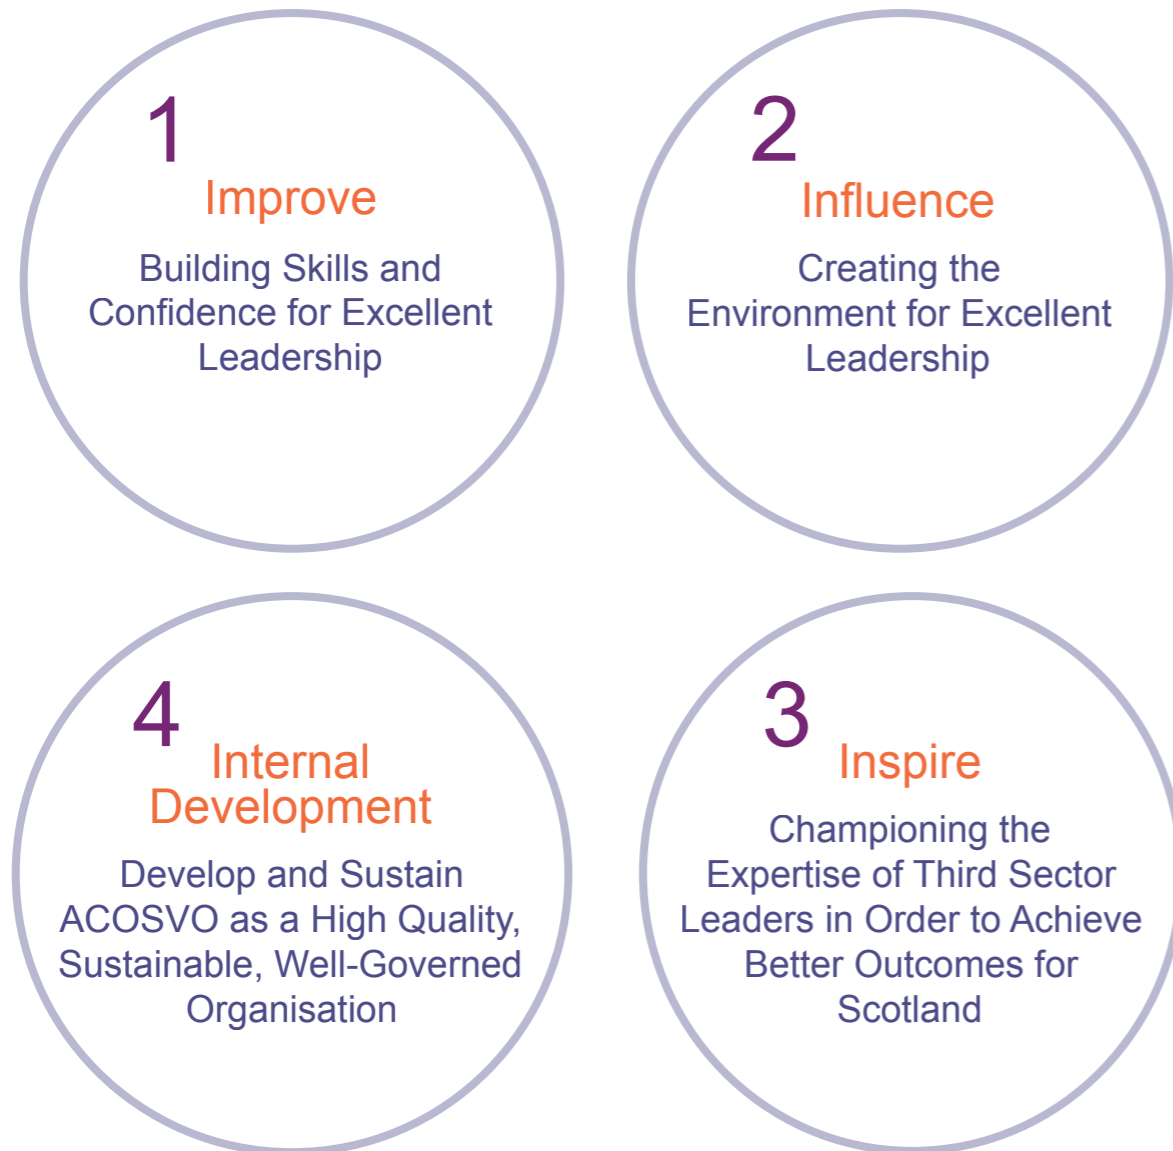 1
Improve
Building Skills and
Confidence for Excellent
Leadership
2
Influence
Creating the
Environment for Excellent
Leadership
3
Inspire
Championing the
Expertise of Third Sector
Leaders in Order to Achieve
Better Outcomes for
Scotland
4
Internal
Development
Develop and Sustain
ACOSVO as a High Quality,
Sustainable, Well-Governed
Organisation